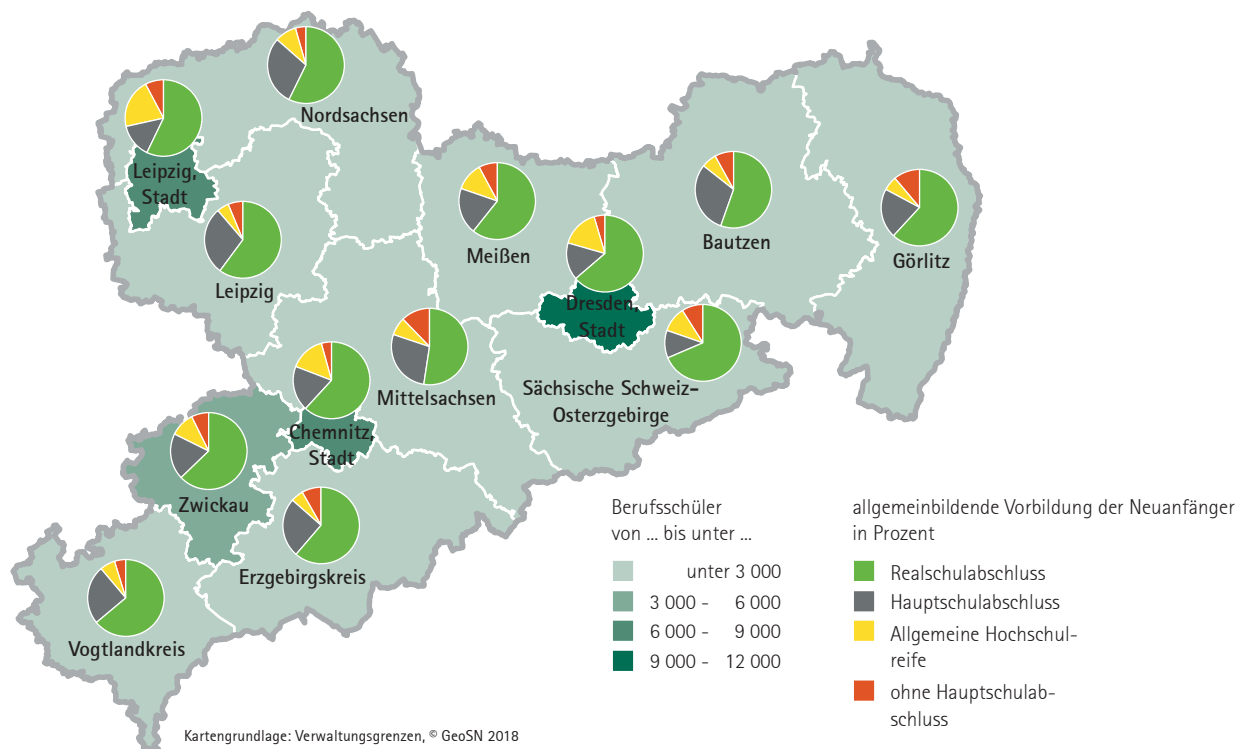 Nordsachsen
Leipzig,
Stadt
Leipzig
Meißen
Bautzen
Görlitz
Dresden,
Stadt
Mittelsachsen
Sächsische Schweiz-
Osterzgebirge
Chemnitz,
Stadt
Zwickau
Erzgebirgskreis
Vogtlandkreis
Berufsschüler
von ... bis unter ...
unter 3 000
3 000 - 6 000
6 000 - 9 000
9 000 - 12 000
allgemeinbildende Vorbildung der Neuanfänger
in Prozent
Realschulabschluss
Hauptschulabschluss
Allgemeine Hochschul-
reife
ohne Hauptschulab-
schluss
Kartengrundlage: Verwaltungsgrenzen, © GeoSN 2018